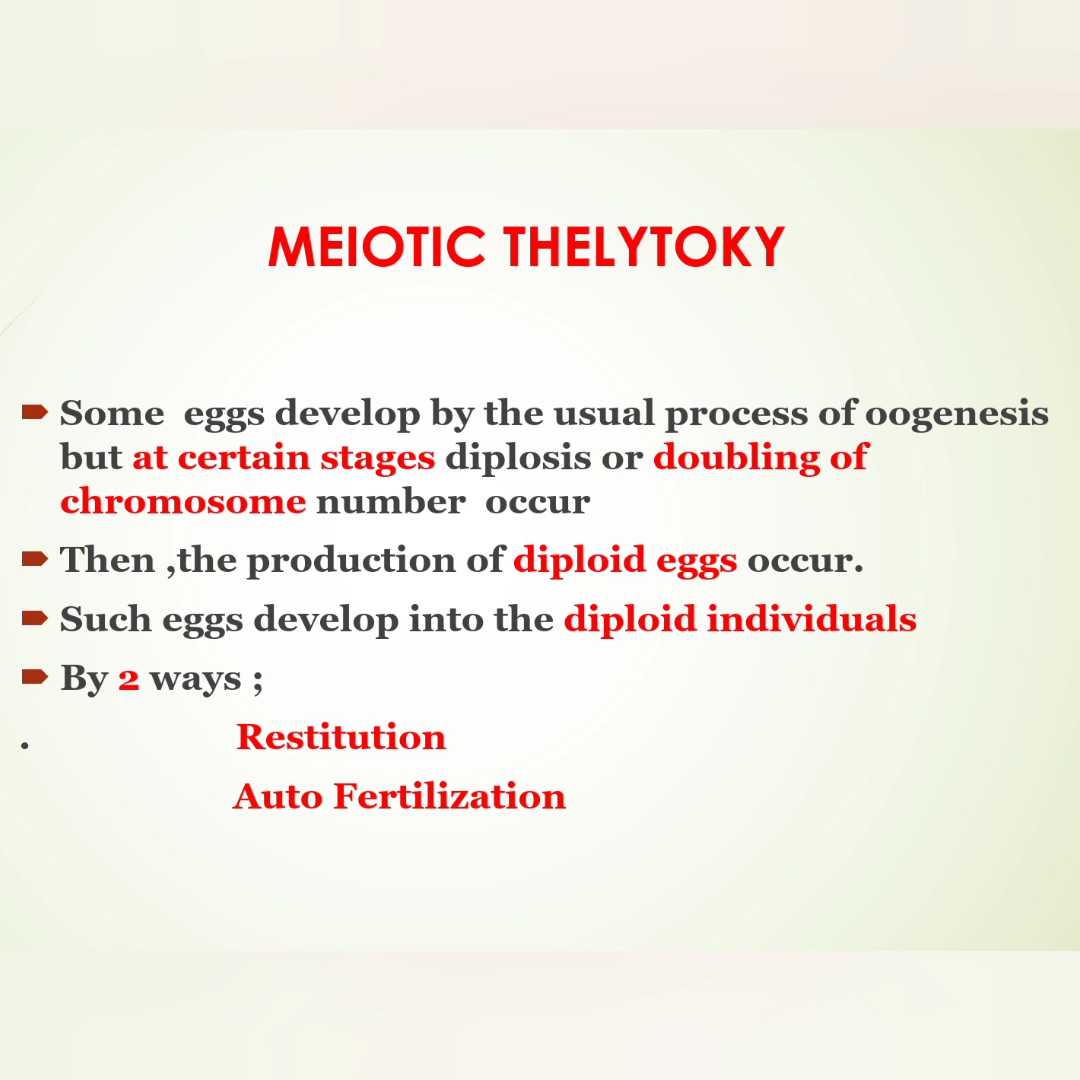 MEIOTIC THELYTOKY
Some eggs develop by the usual process of oogenesis
but at certain stages diplosis or doubling of
chromosome number occur
Then ,the production of diploid eggs occur.
Such eggs develop into the diploid individuals
By 2 ways ;
. Restitution
Auto Fertilization